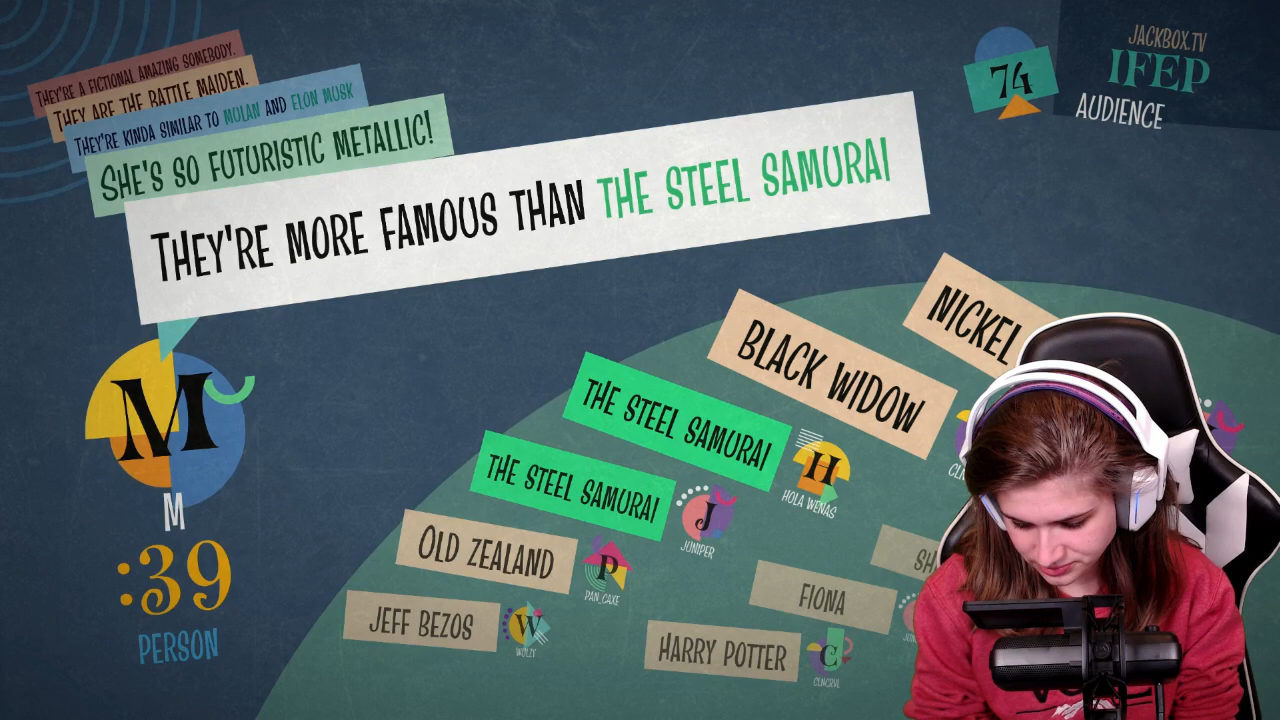 THEY'RE A FICTIONAL AMAZING SOMEBODY.
THEY ARE THE BATTLE MAIDEN.
THEY'RE KINDA SIMILAR TO MULAN AND ELON MUSK
SHE'S SO FUTURISTIC METALLIC!
THEY'RE MORE FAMOUS THAN THE STEEL SAMURAI
74
JACKBOX.TV
IFEP
AUDIENCE
M
M
:39
PERSON
NICKEL
BLACK WIDOW
THE STEEL SAMURAI
H
HOLA WENAS
THE STEEL SAMURAI
J
JUNIPER
OLD ZEALAND
P
PAN_CAKE
FIONA
JEFF BEZOS
W
WOLZY
HARRY POTTER
C